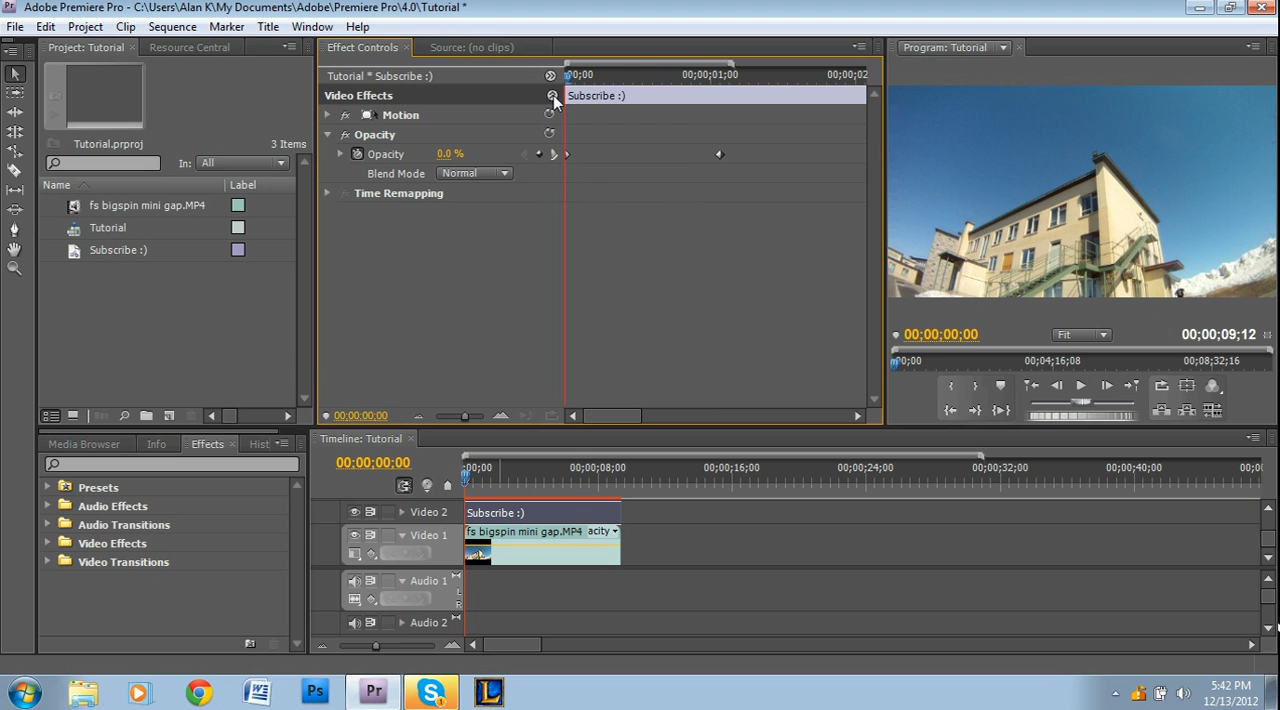 Adobe Premiere Pro - C:\Users\Alan K\My Documents\Adobe\Premiere Pro\4.0\Tutorial *
File Edit Project Clip Sequence Marker Title Window Help
Project: Tutorial Resource Central
Effect Controls Source: (no clips)
Program: Tutorial
Tutorial * Subscribe :) 00;00 00;00;01;00 00;00;02
Video Effects Subscribe :)
fx Motion
fx Opacity
Opacity 0.0 %
Blend Mode Normal
Time Remapping
Tutorial.prproj 3 Items
In: All
Name Label
fs bigspin mini gap.MP4
Tutorial
Subscribe :)
00;00;00;00 Fit 00;00;09;12
00;00 00;04;16;08 00;08;32;16
00;00;00;00
Media Browser Info Effects Hist
Presets
Audio Effects
Audio Transitions
Video Effects
Video Transitions
Timeline: Tutorial
00;00;00;00 00;00 00;00;08;00 00;00;16;00 00;00;24;00 00;00;32;00 00;00;40;00 00;0
Video 2 Subscribe :)
Video 1 fs bigspin mini gap.MP4 acity
Audio 1 L R
Audio 2
W Ps Pr S 1 L
5:42 PM
12/13/2012